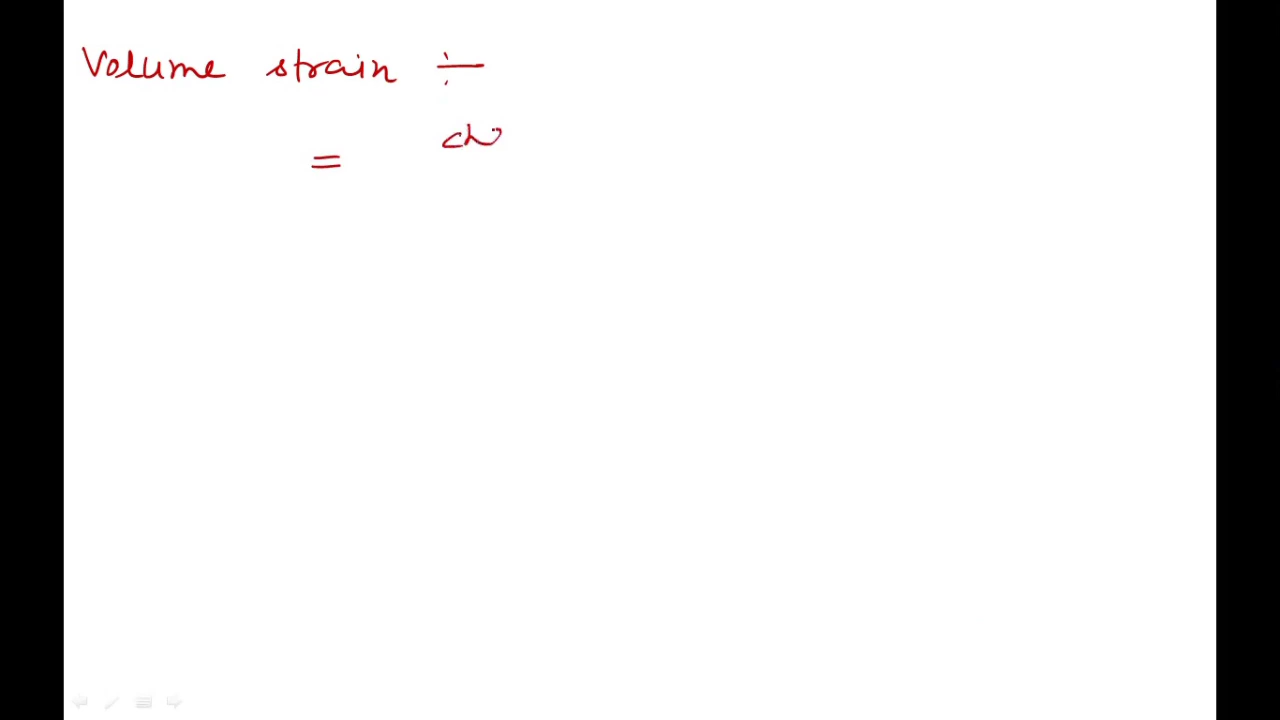 Volume strain :-
=